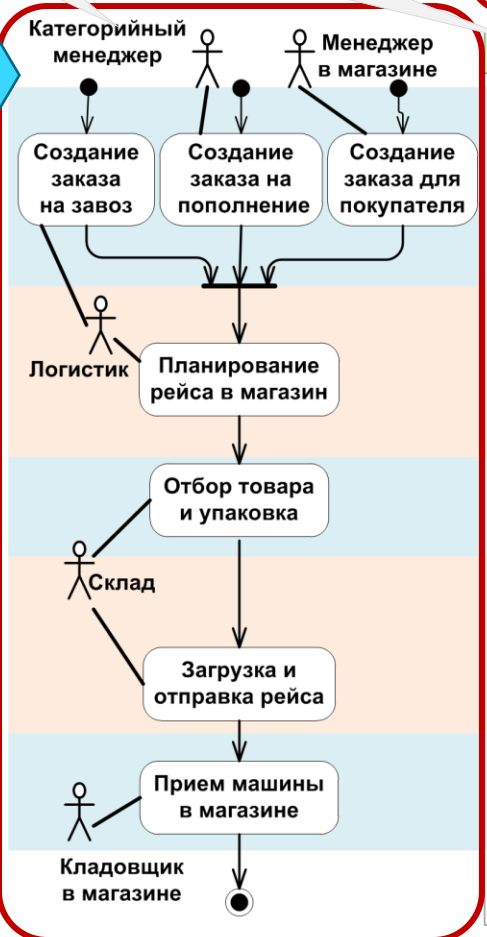 Категорийный
менеджер
Менеджер
в магазине
Создание
заказа
на завоз
Создание
заказа на
пополнение
Создание
заказа для
покупателя
Логистик
Планирование
рейса в магазин
Отбор товара
и упаковка
Склад
Загрузка и
отправка рейса
Прием машины
в магазине
Кладовщик
в магазине